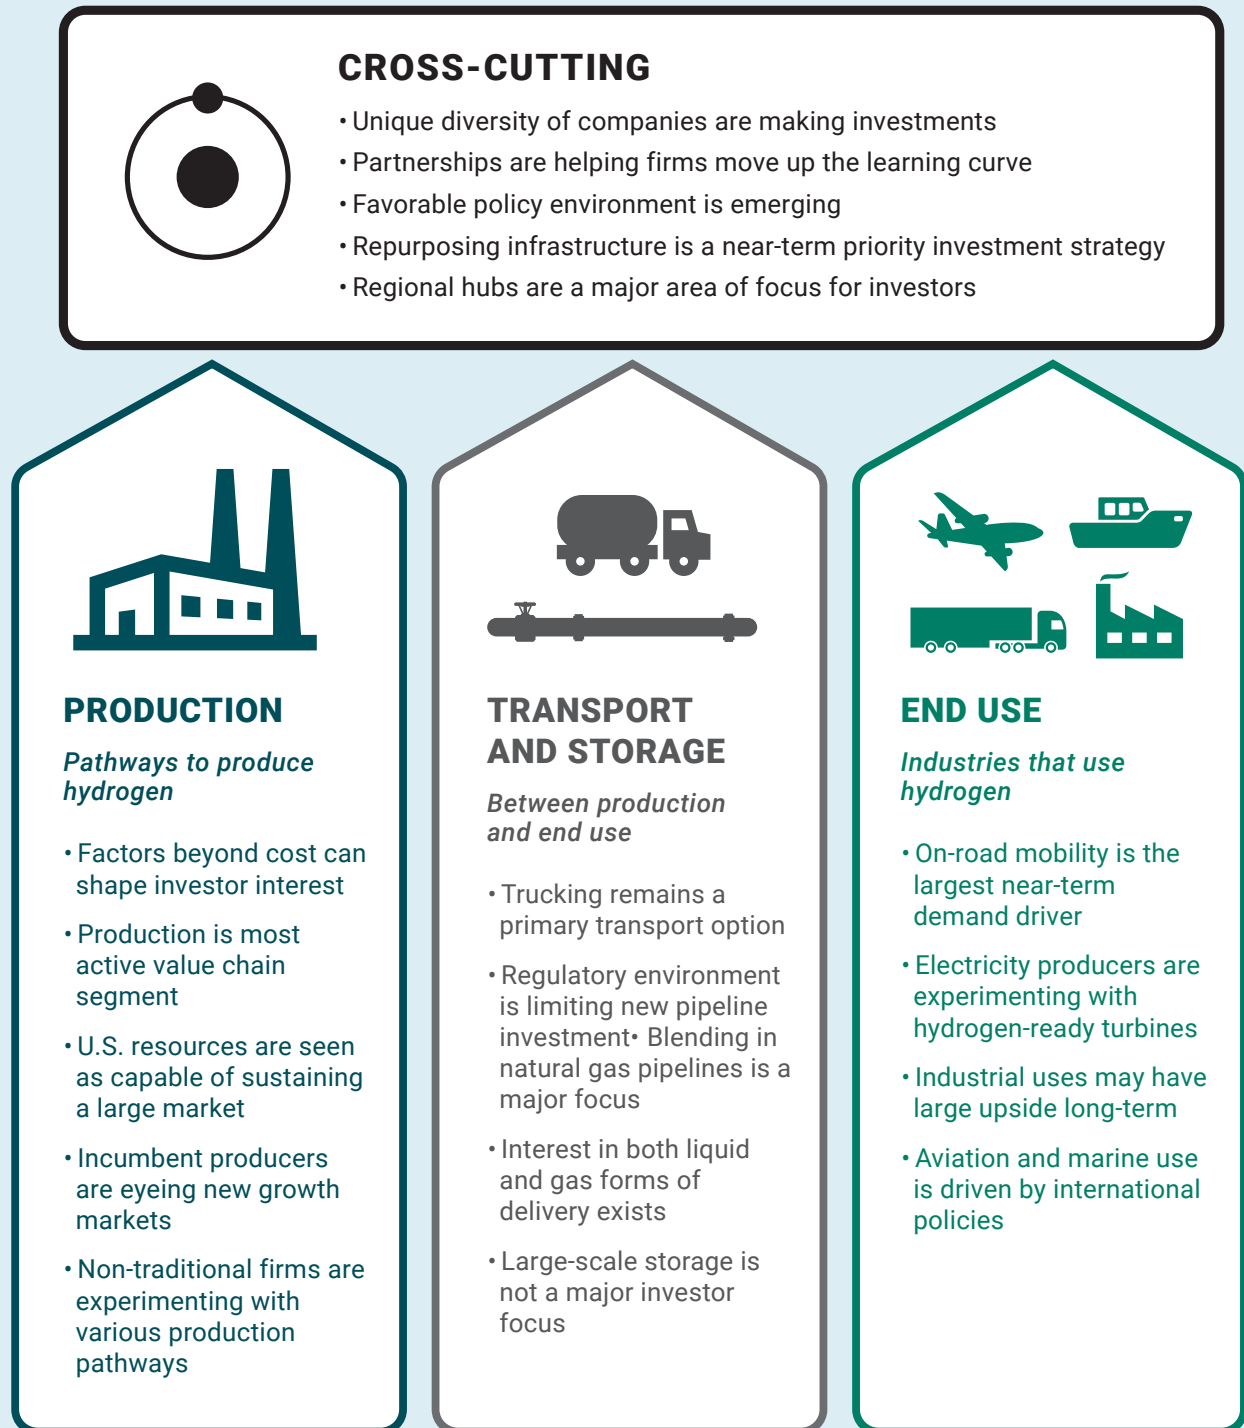 CROSS-CUTTING
• Unique diversity of companies are making investments
• Partnerships are helping firms move up the learning curve
• Favorable policy environment is emerging
• Repurposing infrastructure is a near-term priority investment strategy
• Regional hubs are a major area of focus for investors
PRODUCTION
Pathways to produce
hydrogen
• Factors beyond cost can
shape investor interest
• Production is most
active value chain
segment
• U.S. resources are seen
as capable of sustaining
a large market
• Incumbent producers
are eyeing new growth
markets
• Non-traditional firms are
experimenting with
various production
pathways
TRANSPORT
AND STORAGE
Between production
and end use
• Trucking remains a
primary transport option
• Regulatory environment
is limiting new pipeline
investment• Blending in
natural gas pipelines is a
major focus
• Interest in both liquid
and gas forms of
delivery exists
• Large-scale storage is
not a major investor
focus
END USE
Industries that use
hydrogen
• On-road mobility is the
largest near-term
demand driver
• Electricity producers are
experimenting with
hydrogen-ready turbines
• Industrial uses may have
large upside long-term
• Aviation and marine use
is driven by international
policies